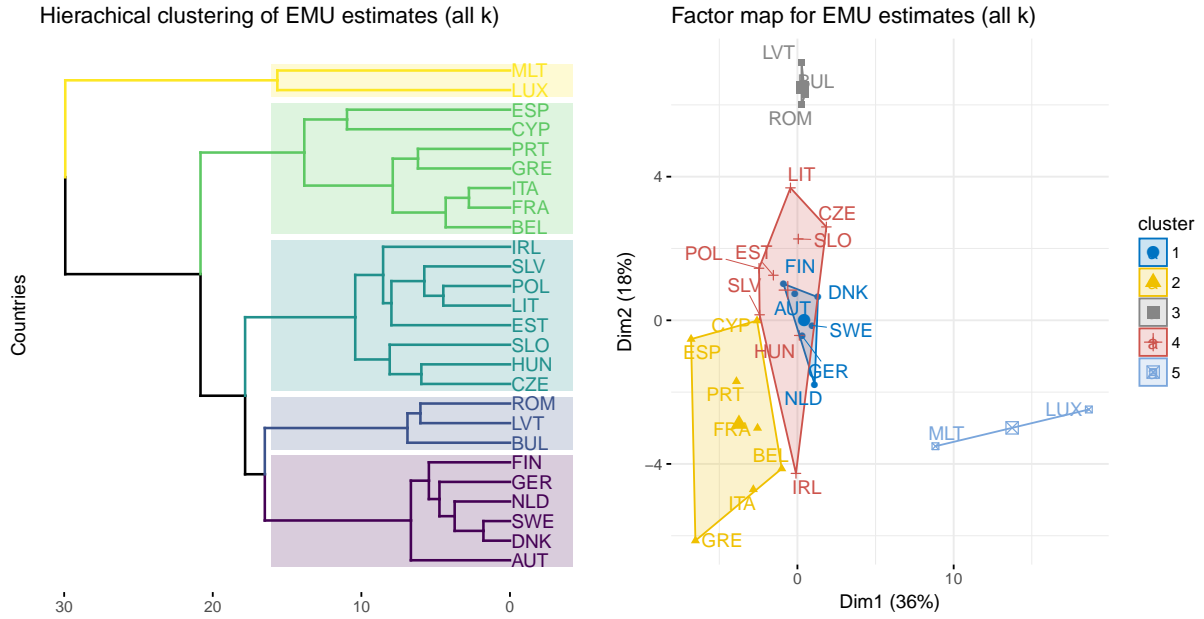 Hierachical clustering of EMU estimates (all k)
Countries
MLT
LUX
ESP
CYP
PRT
GRE
ITA
FRA
BEL
IRL
SLV
POL
LIT
EST
SLO
HUN
CZE
ROM
LVT
BUL
FIN
GER
NLD
SWE
DNK
AUT
30
20
10
0
Factor map for EMU estimates (all k)
Dim2 (18%)
4
0
−4
LVT
BUL
ROM
LIT
CZE
SLO
EST
POL
FIN
SLV
DNK
AUT
CYP
SWE
ESP
HUN
GER
PRT
NLD
FRA
LUX
MLT
BEL
IRL
ITA
GRE
0
10
Dim1 (36%)
cluster
1
2
3
a 4
5